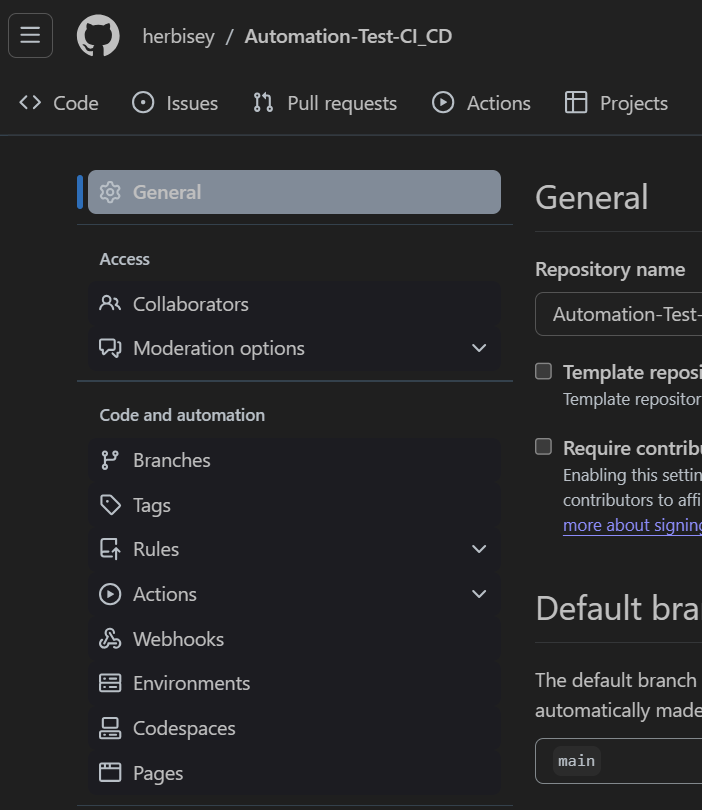 herbisey / Automation-Test-CI_CD
Code Issues Pull requests Actions Projects
General
Access
Collaborators
Moderation options
Code and automation
Branches
Tags
Rules
Actions
Webhooks
Environments
Codespaces
Pages
General
Repository name
Automation-Test-
Template reposi
Template repositor
Require contribu
Enabling this settin
contributors to affi
more about signing
Default bra
The default branch
automatically made
main